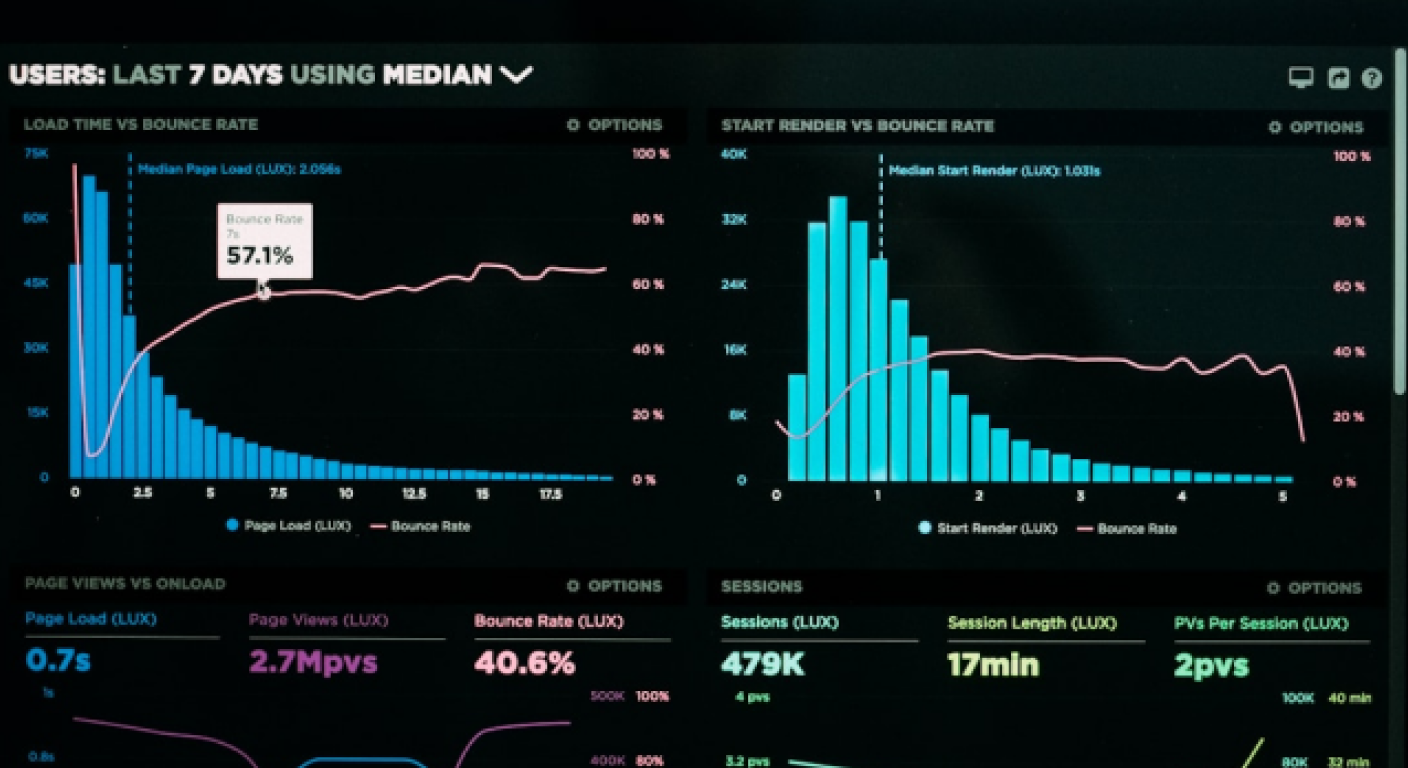 USERS: LAST 7 DAYS USING MEDIAN
LOAD TIME VS BOUNCE RATE
OPTIONS
75K
60K
45K
30K
15K
0
Median Page Load (LUX): 2.056s
Bounce Rate
7s
57.1%
100 %
80 %
60 %
40 %
20 %
0 %
0 2.5 5 7.5 10 12.5 15 17.5
Page Load (LUX) Bounce Rate
START RENDER VS BOUNCE RATE
OPTIONS
40K
32K
24K
16K
8K
0
Median Start Render (LUX): 1.031s
100 %
80 %
60 %
40 %
20 %
0 %
0 1 2 3 4 5
Start Render (LUX) Bounce Rate
PAGE VIEWS VS ONLOAD
OPTIONS
Page Load (LUX)
0.7s
Page Views (LUX)
2.7Mpvs
Bounce Rate (LUX)
40.6%
1s
500K 100%
0.8s
400K 80%
SESSIONS
OPTIONS
Sessions (LUX)
479K
Session Length (LUX)
17min
PVs Per Session (LUX)
2pvs
4 pvs
100K 40 min
3.2 pvs
80K 32 min